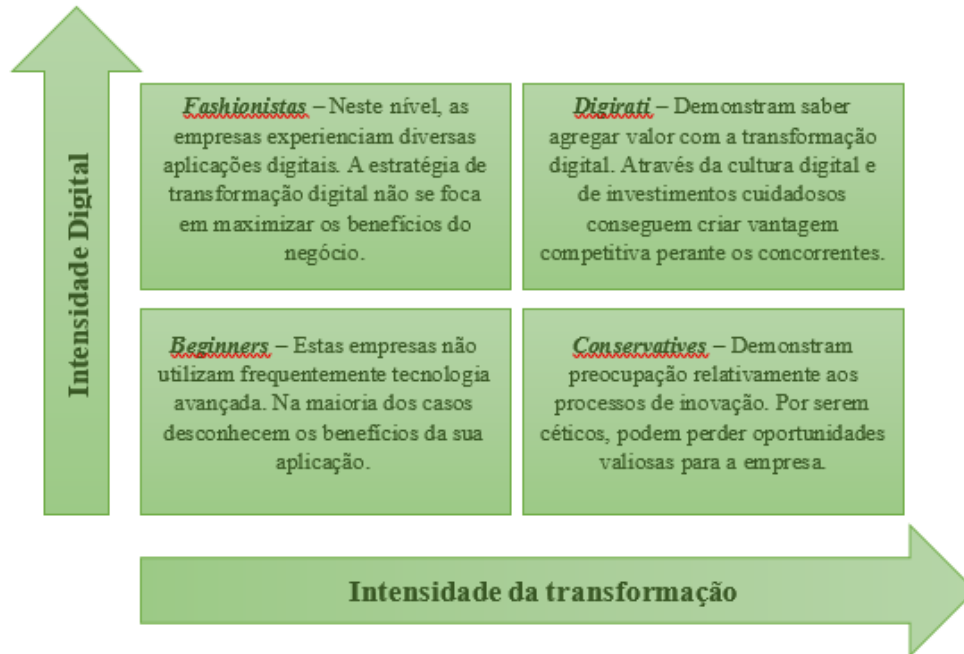 Intensidade Digital
Fashionistas – Neste nível, as
empresas experienciam diversas
aplicações digitais. A estratégia de
transformação digital não se foca
em maximizar os benefícios do
negócio.
Digirati – Demonstram saber
agregar valor com a transformação
digital. Através da cultura digital e
de investimentos cuidadosos
conseguem criar vantagem
competitiva perante os concorrentes.
Beginners – Estas empresas não
utilizam frequentemente tecnologia
avançada. Na maioria dos casos
desconhecem os benefícios da sua
aplicação.
Conservatives – Demonstram
preocupação relativamente aos
processos de inovação. Por serem
céticos, podem perder oportunidades
valiosas para a empresa.
Intensidade da transformação